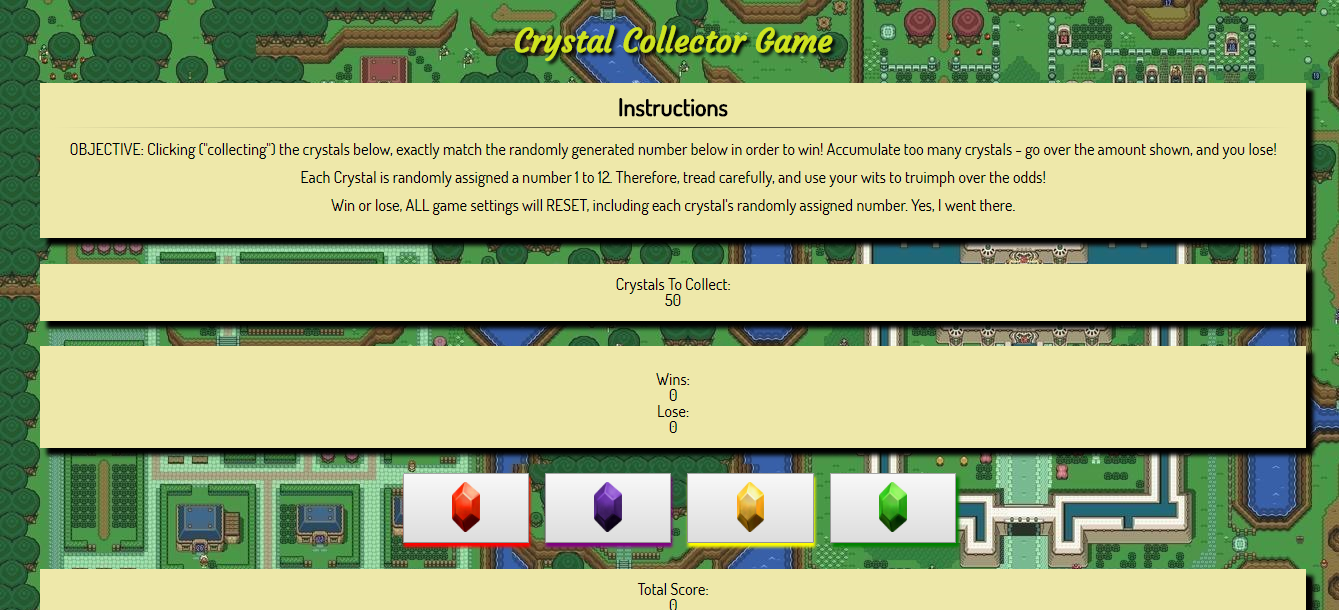 Crystal Collector Game
Instructions
OBJECTIVE: Clicking ("collecting") the crystals below, exactly match the randomly generated number below in order to win! Accumulate too many crystals - go over the amount shown, and you lose!
Each Crystal is randomly assigned a number 1 to 12. Therefore, tread carefully, and use your wits to truimph over the odds!
Win or lose, ALL game settings will RESET, including each crystal's randomly assigned number. Yes, I went there.
Crystals To Collect:
50
Wins:
0
Lose:
0
Total Score:
0